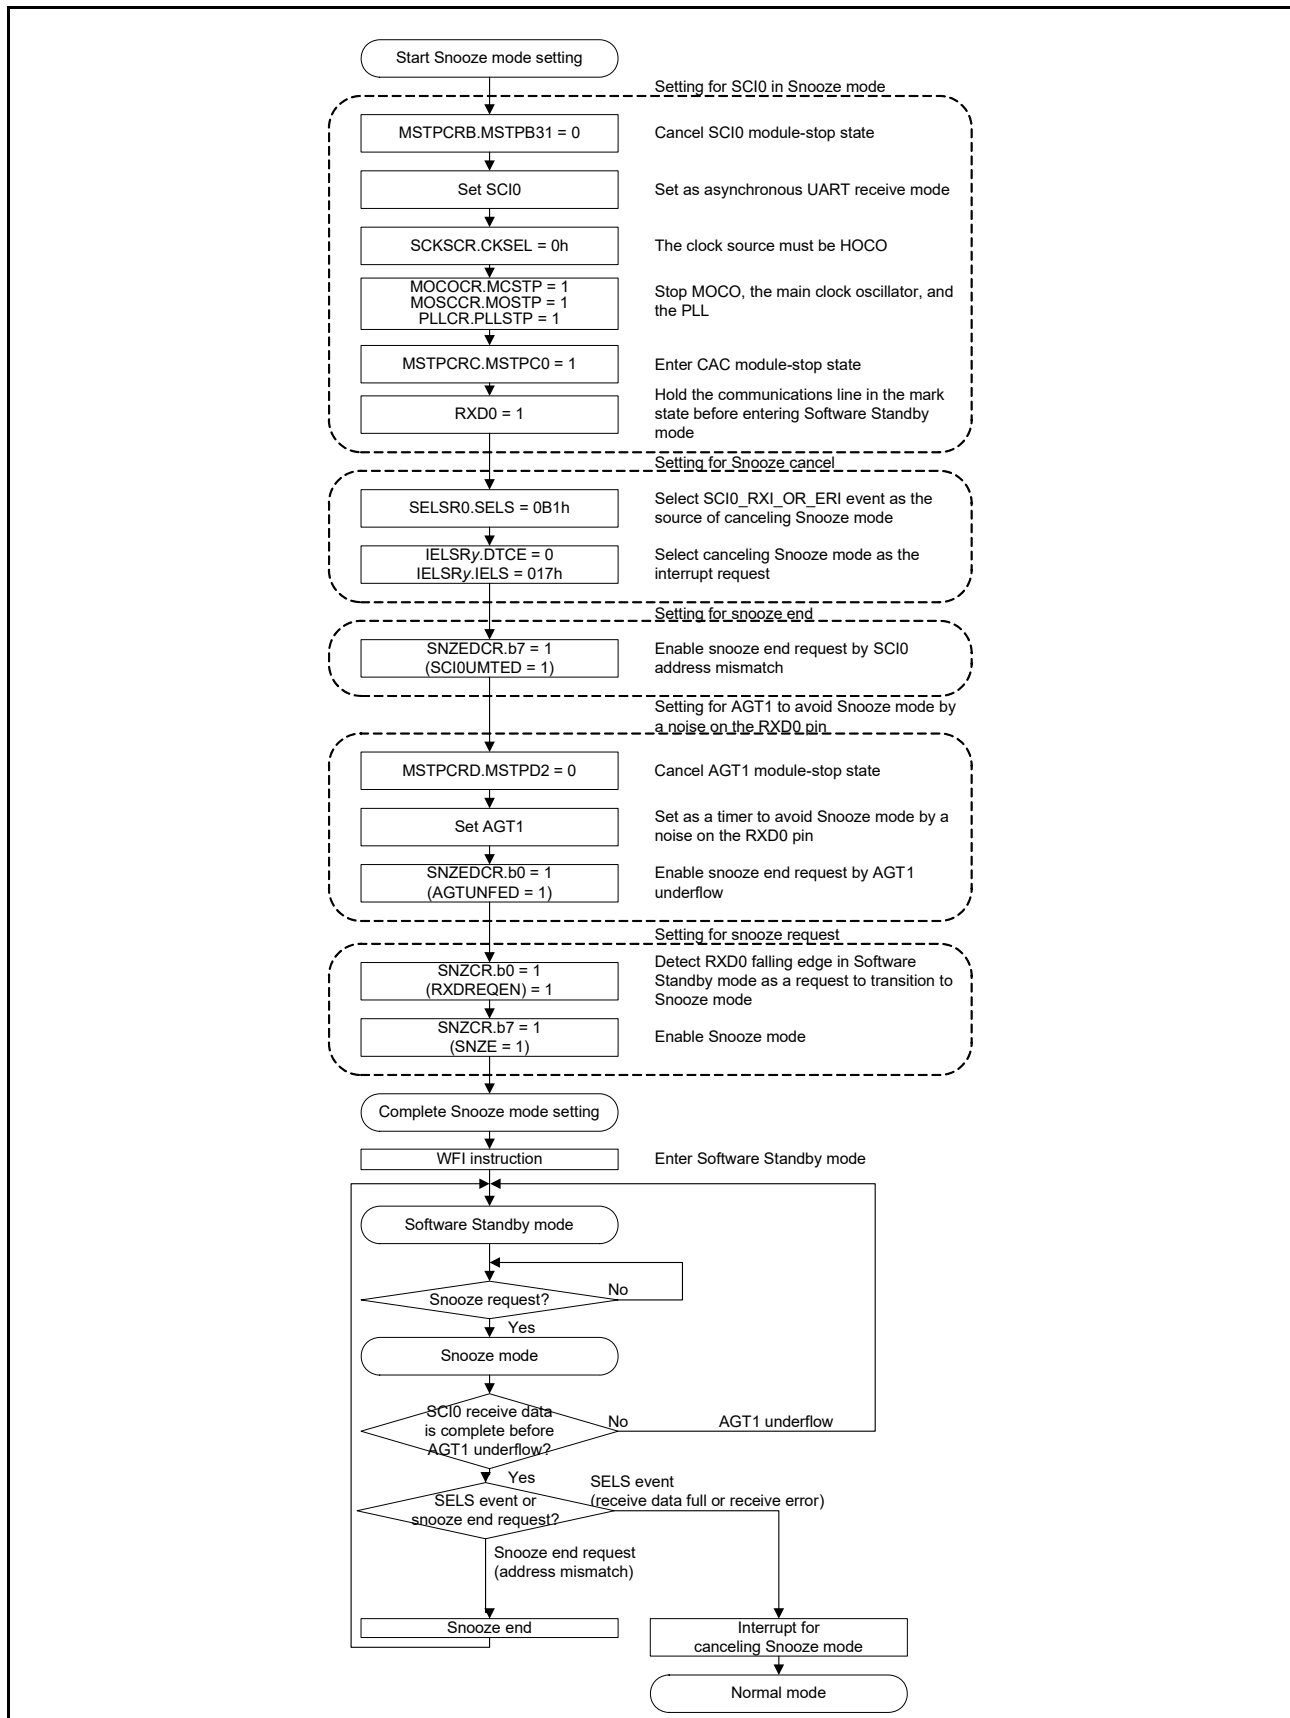 Start Snooze mode setting
Setting for SCI0 in Snooze mode
MSTPCRB.MSTPB31 = 0
Cancel SCI0 module-stop state
Set SCI0
Set as asynchronous UART receive mode
SCKSCR.CKSEL = 0h
The clock source must be HOCO
MOCOCR.MCSTP = 1
MOSCCR.MOSTP = 1
PLLCR.PLLSTP = 1
Stop MOCO, the main clock oscillator, and
the PLL
MSTPCRC.MSTPC0 = 1
Enter CAC module-stop state
RXD0 = 1
Hold the communications line in the mark
state before entering Software Standby
mode
Setting for Snooze cancel
SELSR0.SELS = 0B1h
Select SCI0_RXI_OR_ERI event as the
source of canceling Snooze mode
IELSRy.DTCE = 0
IELSRy.IELS = 017h
Select canceling Snooze mode as the
interrupt request
Setting for snooze end
SNZEDCR.b7 = 1
(SCI0UMTED = 1)
Enable snooze end request by SCI0
address mismatch
Setting for AGT1 to avoid Snooze mode by
a noise on the RXD0 pin
MSTPCRD.MSTPD2 = 0
Cancel AGT1 module-stop state
Set AGT1
Set as a timer to avoid Snooze mode by a
noise on the RXD0 pin
SNZEDCR.b0 = 1
(AGTUNFED = 1)
Enable snooze end request by AGT1
underflow
Setting for snooze request
SNZCR.b0 = 1
(RXDREQEN) = 1
Detect RXD0 falling edge in Software
Standby mode as a request to transition to
Snooze mode
SNZCR.b7 = 1
(SNZE = 1)
Enable Snooze mode
Complete Snooze mode setting
WFI instruction
Enter Software Standby mode
Software Standby mode
Snooze request?
No
Yes
Snooze mode
SCI0 receive data
is complete before
AGT1 underflow?
No
AGT1 underflow
Yes
SELS event or
snooze end request?
SELS event
(receive data full or receive error)
Snooze end request
(address mismatch)
Snooze end
Interrupt for
canceling Snooze mode
Normal mode